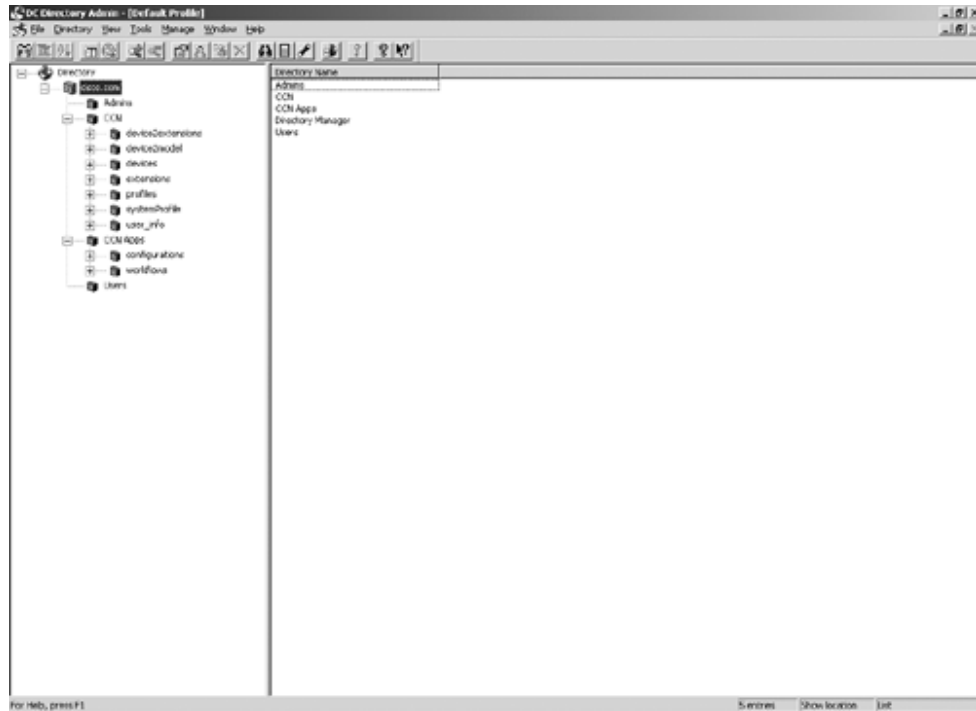 DC Directory Admin - [Default Profile]
File Directory View Tools Manage Window Help
Directory
cisco.com
Admins
CCN
device2extensions
device2model
devices
extensions
profiles
systemProfile
user_info
CCN Apps
configurations
workflows
Users
Directory Name
Admins
CCN
CCN Apps
Directory Manager
Users
For Help, press F1
5 entries Show location List